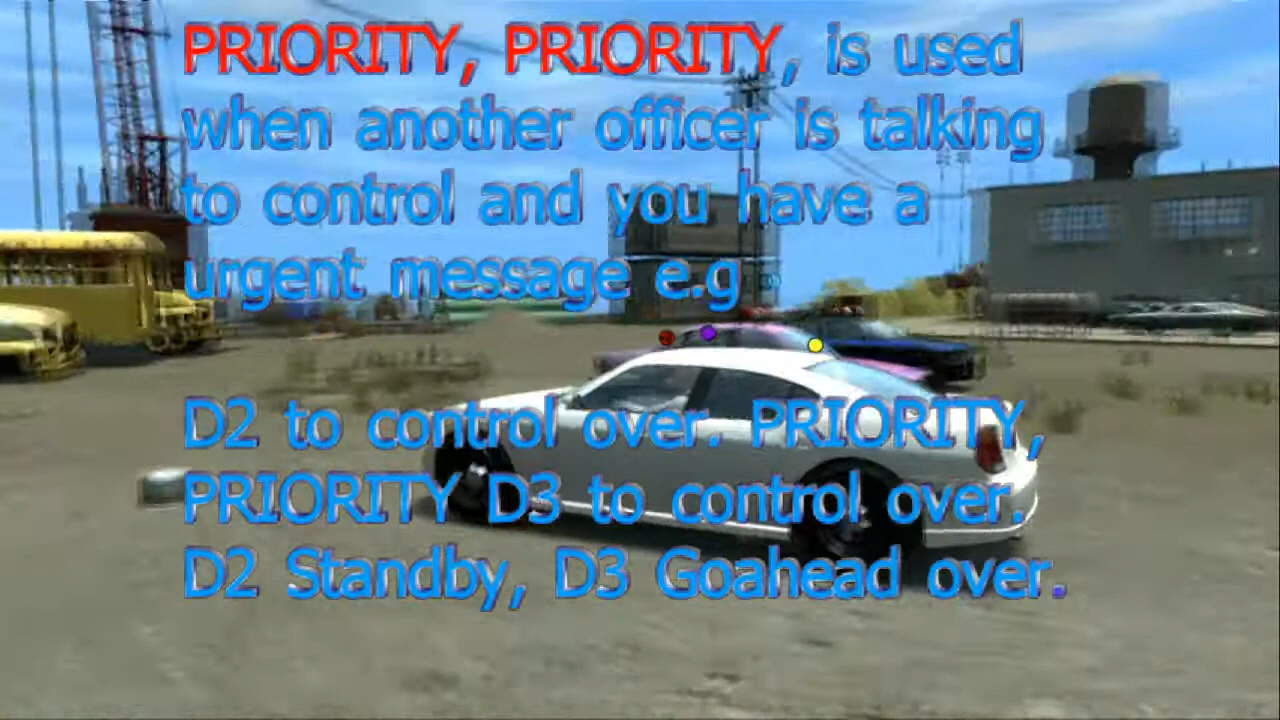 PRIORITY, PRIORITY, is used
when another officer is talking
to control and you have a
urgent message e.g
D2 to control over. PRIORITY,
PRIORITY D3 to control over.
D2 Standby, D3 Goahead over.